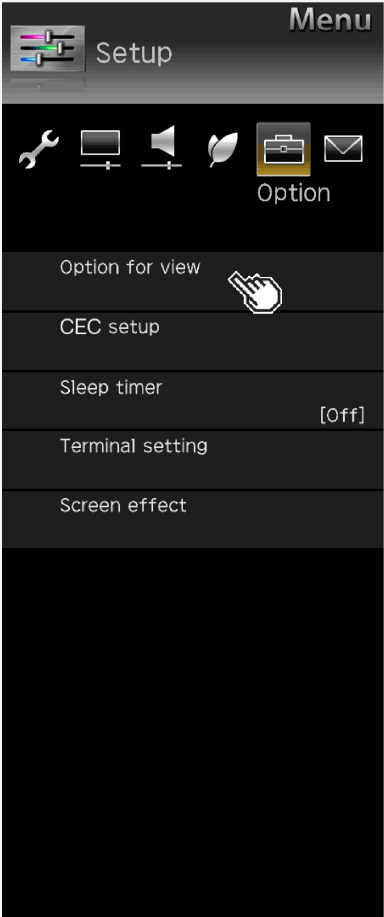 Menu
Setup
Option
Option for view
CEC setup
Sleep timer
[Off]
Terminal setting
Screen effect